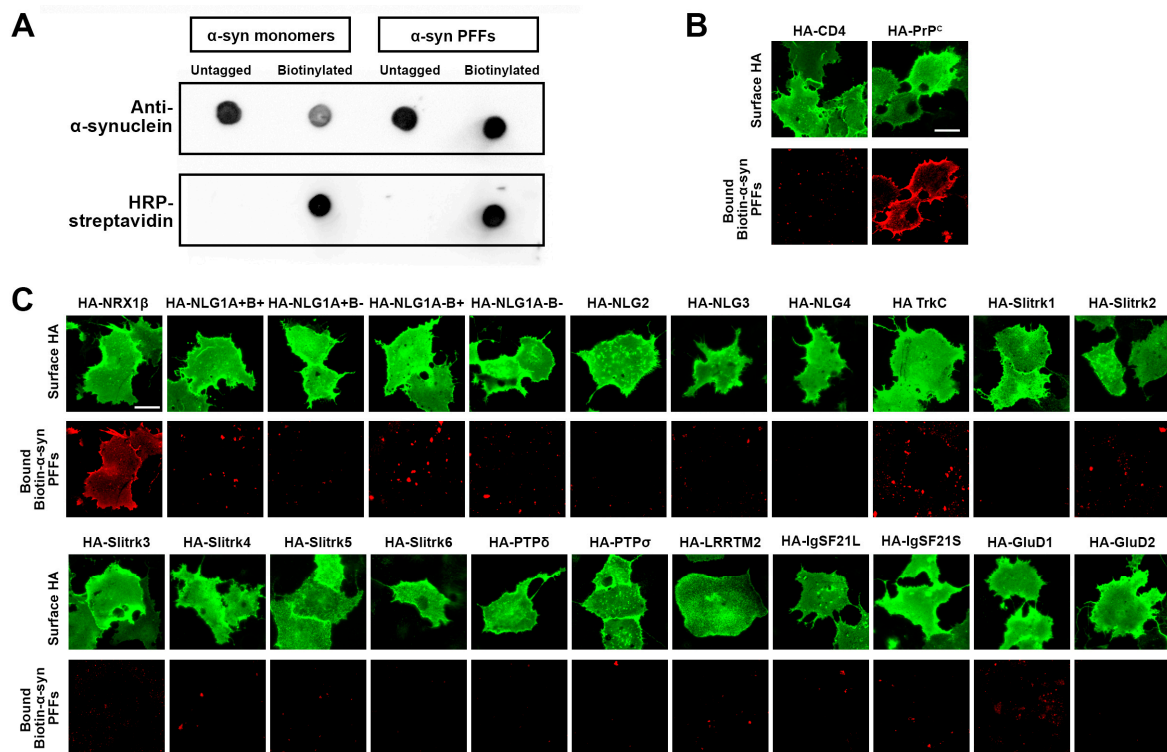 A
α-syn monomers
α-syn PFFs
Untagged
Biotinylated
Untagged
Biotinylated
Anti-
α-synuclein
HRP-
streptavidin
B
HA-CD4
HA-PrPᶜ
Surface HA
Bound
Biotin-α-syn
PFFs
C
HA-NRX1β
HA-NLG1A+B+
HA-NLG1A+B-
HA-NLG1A-B+
HA-NLG1A-B-
HA-NLG2
HA-NLG3
HA-NLG4
HA TrkC
HA-Slitrk1
HA-Slitrk2
Surface HA
Bound
Biotin-α-syn
PFFs
HA-Slitrk3
HA-Slitrk4
HA-Slitrk5
HA-Slitrk6
HA-PTPδ
HA-PTPσ
HA-LRRTM2
HA-IgSF21L
HA-IgSF21S
HA-GluD1
HA-GluD2
Surface HA
Bound
Biotin-α-syn
PFFs